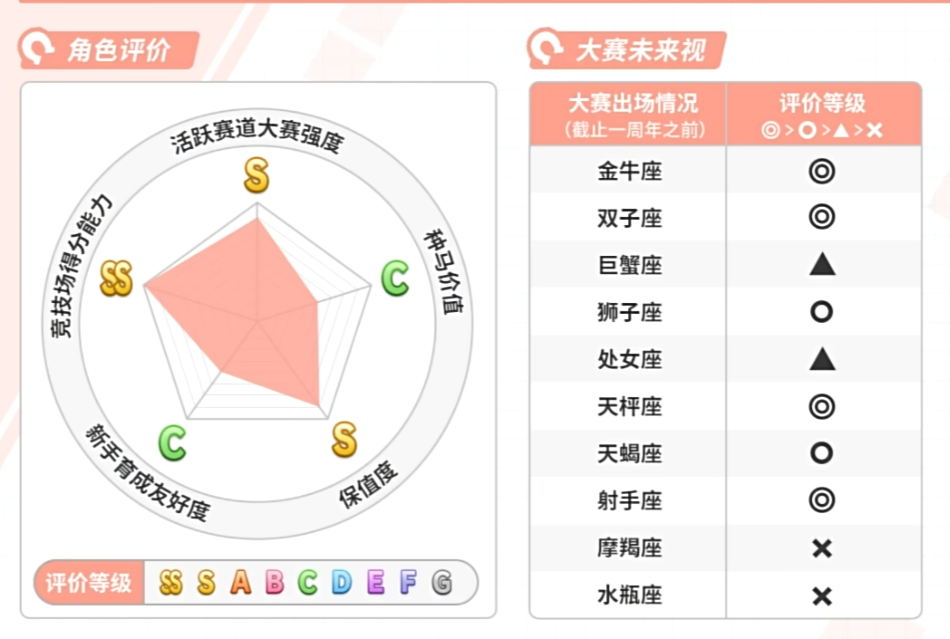 角色评价
活跃赛道大赛强度
S
竞技场得分能力
SS
种马价值
C
新手育成友好度
C
保值度
S
评价等级 SS S A B C D E F G
大赛未来视
大赛出场情况 评价等级
（截止一周年之前） ◎>○>▲>×
金牛座 ◎
双子座 ◎
巨蟹座 ▲
狮子座 ○
处女座 ▲
天枰座 ◎
天蝎座 ○
射手座 ◎
摩羯座 ×
水瓶座 ×